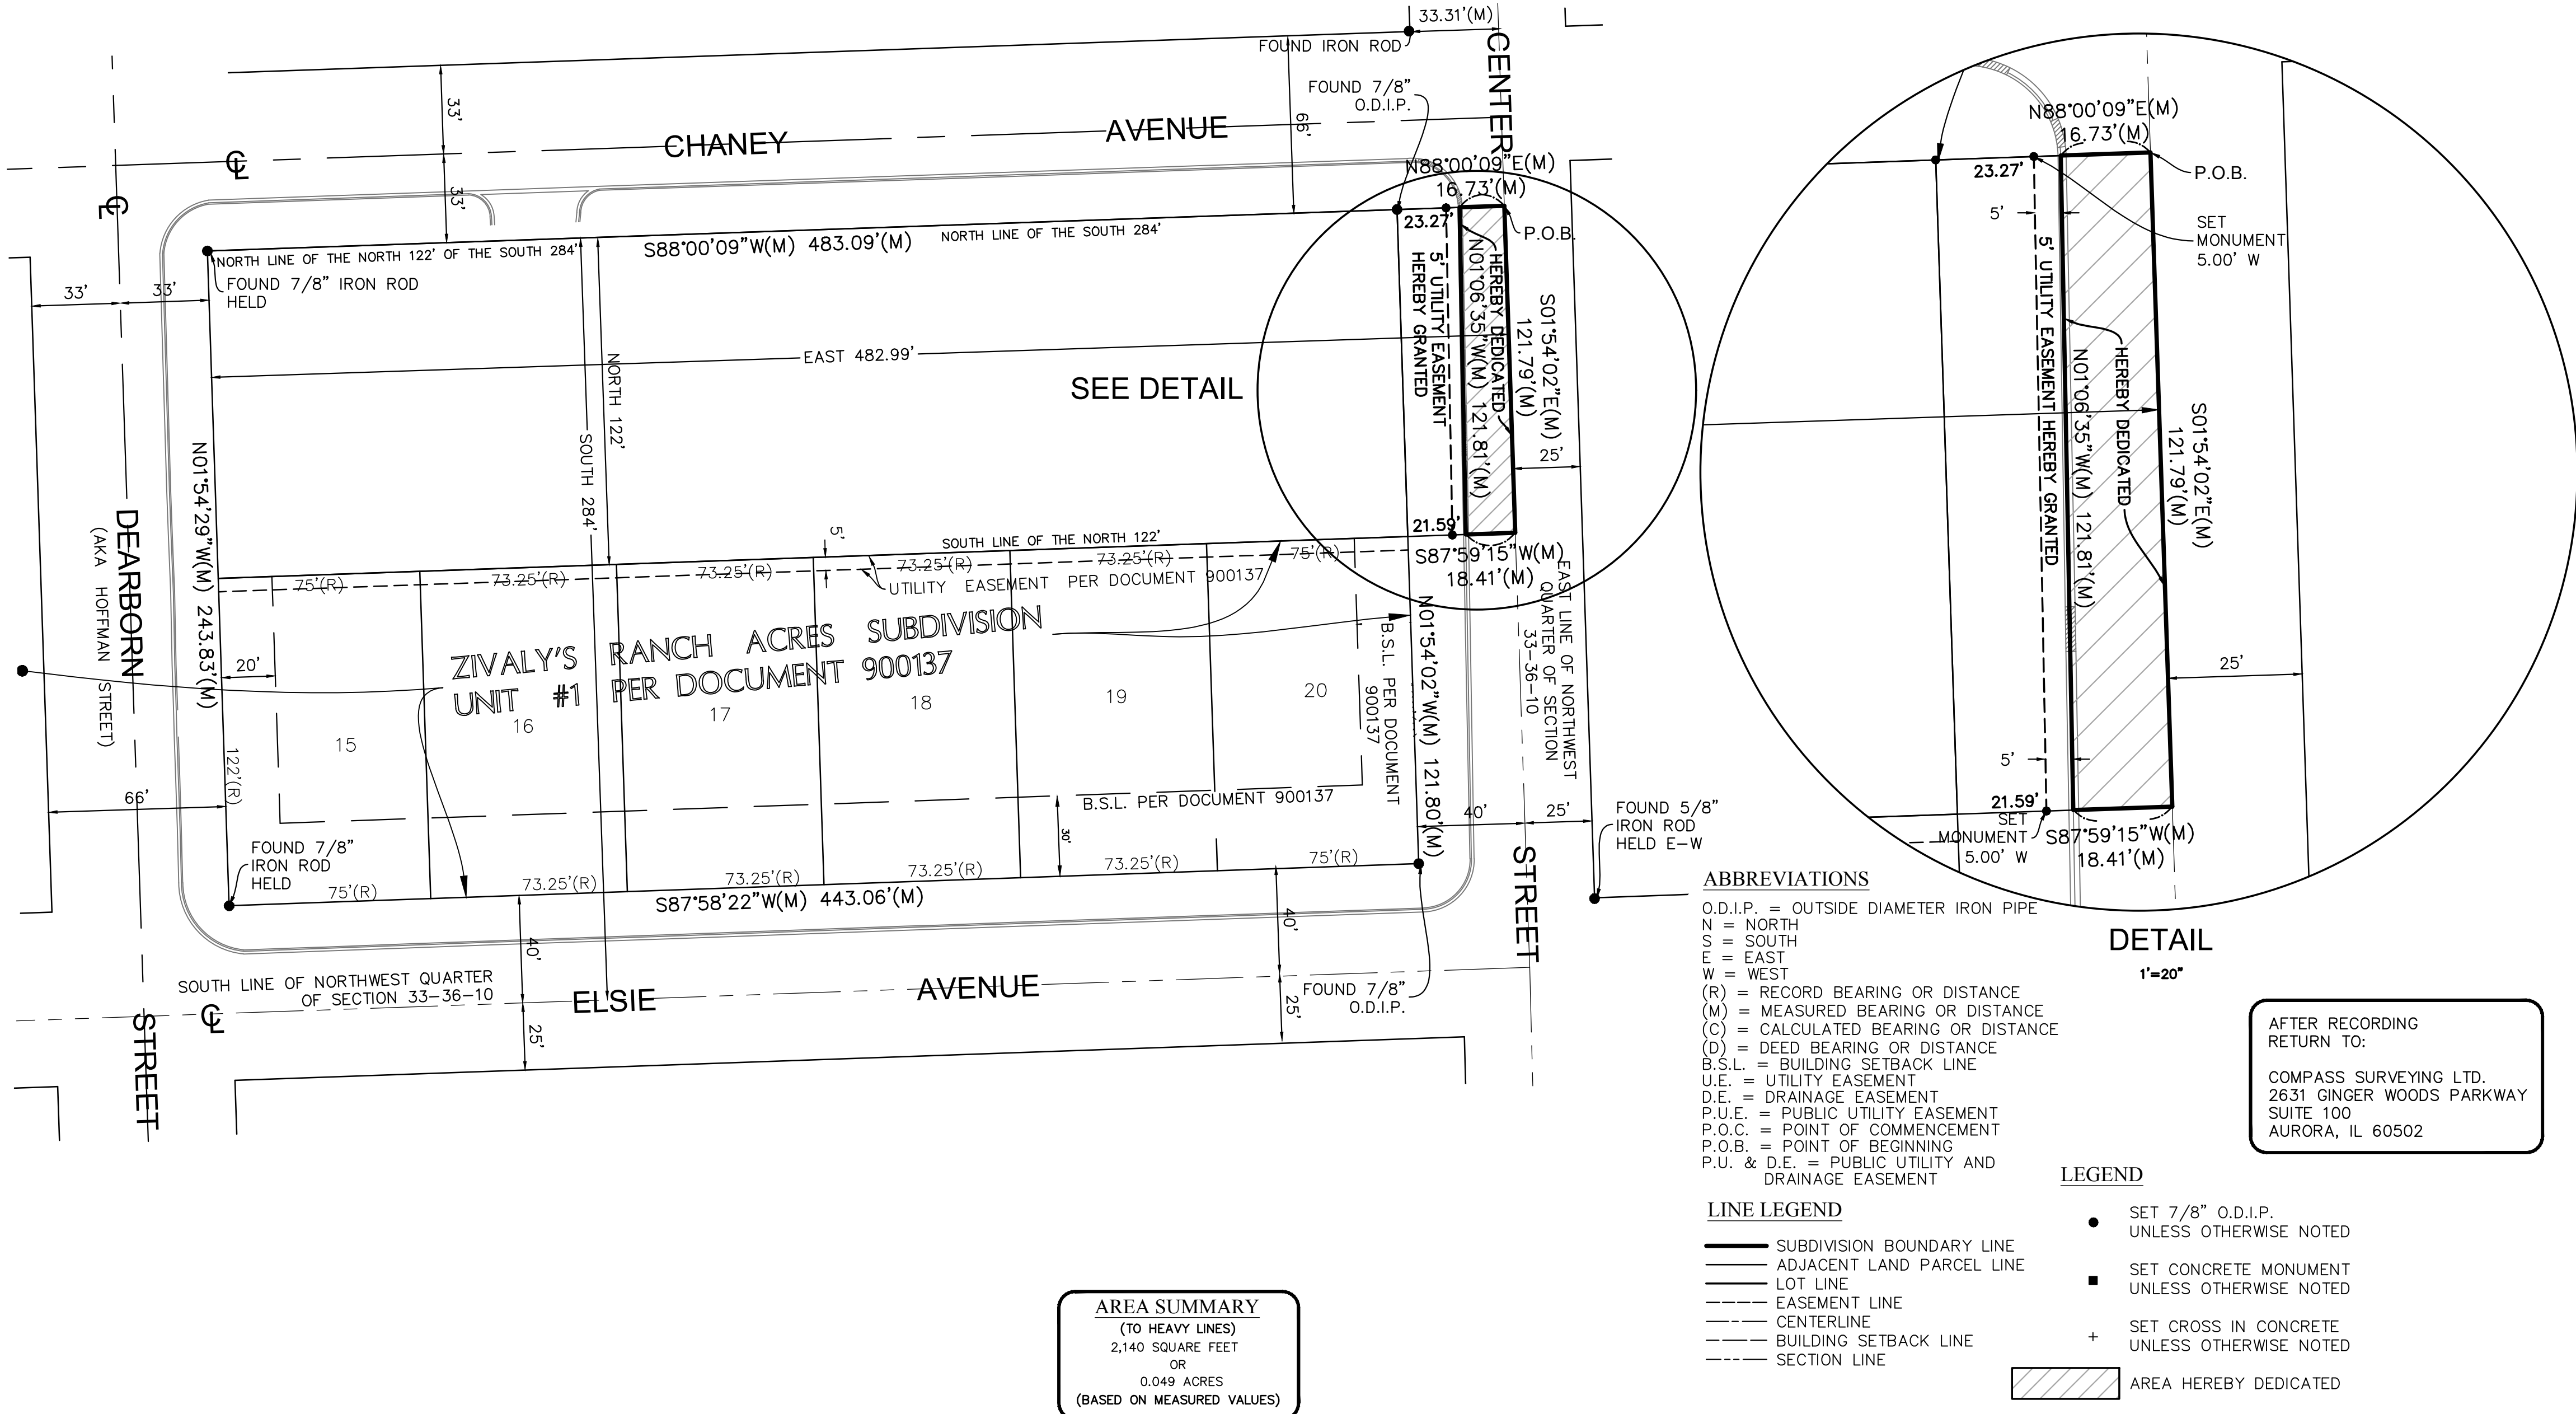 33.31'(M)
FOUND IRON ROD
CENTER
FOUND 7/8"
O.D.I.P.
33'
66'
CHANEY
AVENUE
℄
℄
33'
N88°00'09"E(M)
16.73'(M)
23.27'
P.O.B.
S88°00'09"W(M) 483.09'(M)
NORTH LINE OF THE SOUTH 284'
NORTH LINE OF THE NORTH 122' OF THE SOUTH 284'
FOUND 7/8" IRON ROD
HELD
33'
33'
5' UTILITY EASEMENT
HEREBY GRANTED
HEREBY DEDICATED
N01°06'35"W(M) 121.81'(M)
S01°54'02"E(M)
121.79'(M)
EAST 482.99'
NORTH 122'
SOUTH 284'
SEE DETAIL
25'
N01°54'29"W(M) 243.83'(M)
DEARBORN
(AKA HOFFMAN STREET)
5'
SOUTH LINE OF THE NORTH 122'
21.59'
S87°59'15"W(M)
18.41'(M)
75'(R)
73.25'(R)
73.25'(R)
73.25'(R)
73.25'(R)
75'(R)
UTILITY EASEMENT PER DOCUMENT 900137
EAST LINE OF NORTHWEST
QUARTER OF SECTION
33-36-10
ZIVALY'S RANCH ACRES SUBDIVISION
UNIT #1 PER DOCUMENT 900137
20'
15
16
17
18
19
20
B.S.L. PER DOCUMENT
900137
N01°54'02"W(M) 121.80'(M)
122'(R)
66'
B.S.L. PER DOCUMENT 900137
30'
40'
25'
FOUND 5/8"
IRON ROD
HELD E-W
FOUND 7/8"
IRON ROD
HELD
75'(R)
73.25'(R)
73.25'(R)
73.25'(R)
73.25'(R)
75'(R)
S87°58'22"W(M) 443.06'(M)
STREET
40'
40'
SOUTH LINE OF NORTHWEST QUARTER
OF SECTION 33-36-10
℄
ELSIE
AVENUE
FOUND 7/8"
O.D.I.P.
25'
25'
STREET
N88°00'09"E(M)
16.73'(M)
23.27'
P.O.B.
5'
SET
MONUMENT
5.00' W
5' UTILITY EASEMENT HEREBY GRANTED
N01°06'35"W(M) 121.81'(M)
HEREBY DEDICATED
S01°54'02"E(M)
121.79'(M)
25'
5'
21.59'
SET
MONUMENT
5.00' W
S87°59'15"W(M)
18.41'(M)
DETAIL
1'=20"
ABBREVIATIONS
O.D.I.P. = OUTSIDE DIAMETER IRON PIPE
N = NORTH
S = SOUTH
E = EAST
W = WEST
(R) = RECORD BEARING OR DISTANCE
(M) = MEASURED BEARING OR DISTANCE
(C) = CALCULATED BEARING OR DISTANCE
(D) = DEED BEARING OR DISTANCE
B.S.L. = BUILDING SETBACK LINE
U.E. = UTILITY EASEMENT
D.E. = DRAINAGE EASEMENT
P.U.E. = PUBLIC UTILITY EASEMENT
P.O.C. = POINT OF COMMENCEMENT
P.O.B. = POINT OF BEGINNING
P.U. & D.E. = PUBLIC UTILITY AND
DRAINAGE EASEMENT
AFTER RECORDING
RETURN TO:
COMPASS SURVEYING LTD.
2631 GINGER WOODS PARKWAY
SUITE 100
AURORA, IL 60502
LINE LEGEND
SUBDIVISION BOUNDARY LINE
ADJACENT LAND PARCEL LINE
LOT LINE
EASEMENT LINE
CENTERLINE
BUILDING SETBACK LINE
SECTION LINE
LEGEND
SET 7/8" O.D.I.P.
UNLESS OTHERWISE NOTED
SET CONCRETE MONUMENT
UNLESS OTHERWISE NOTED
SET CROSS IN CONCRETE
UNLESS OTHERWISE NOTED
AREA HEREBY DEDICATED
AREA SUMMARY
(TO HEAVY LINES)
2,140 SQUARE FEET
OR
0.049 ACRES
(BASED ON MEASURED VALUES)